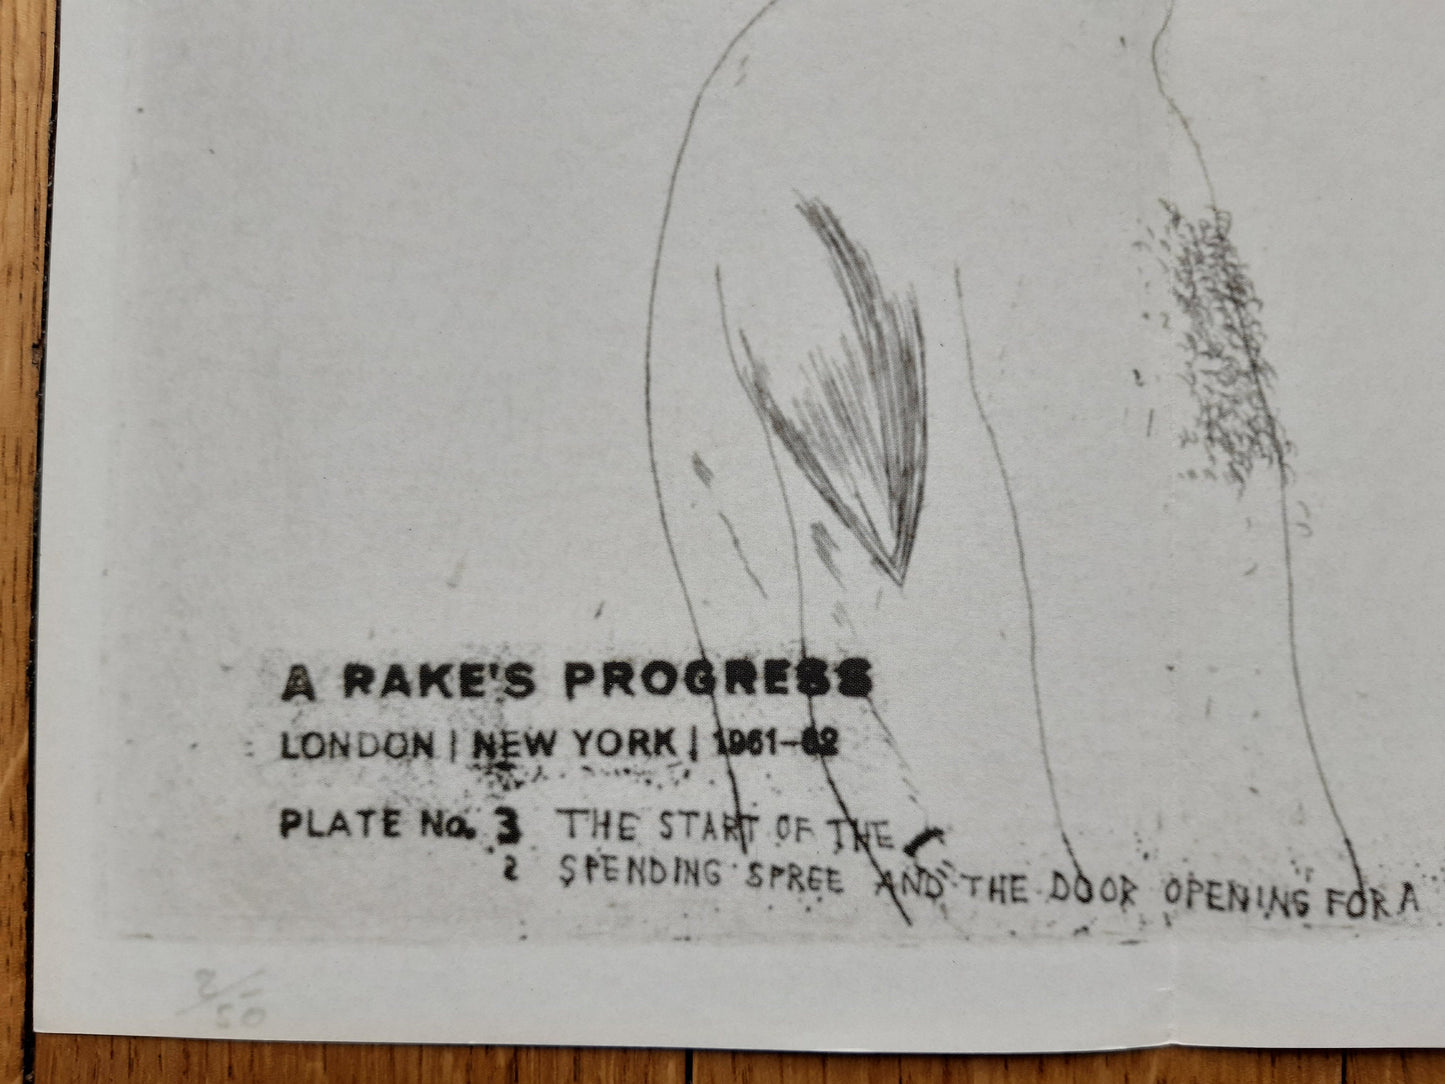 A RAKE'S PROGRESS
LONDON | NEW YORK | 1961–62
PLATE No. 3 THE START OF THE
2 SPENDING SPREE AND THE DOOR OPENING FOR A
2/50